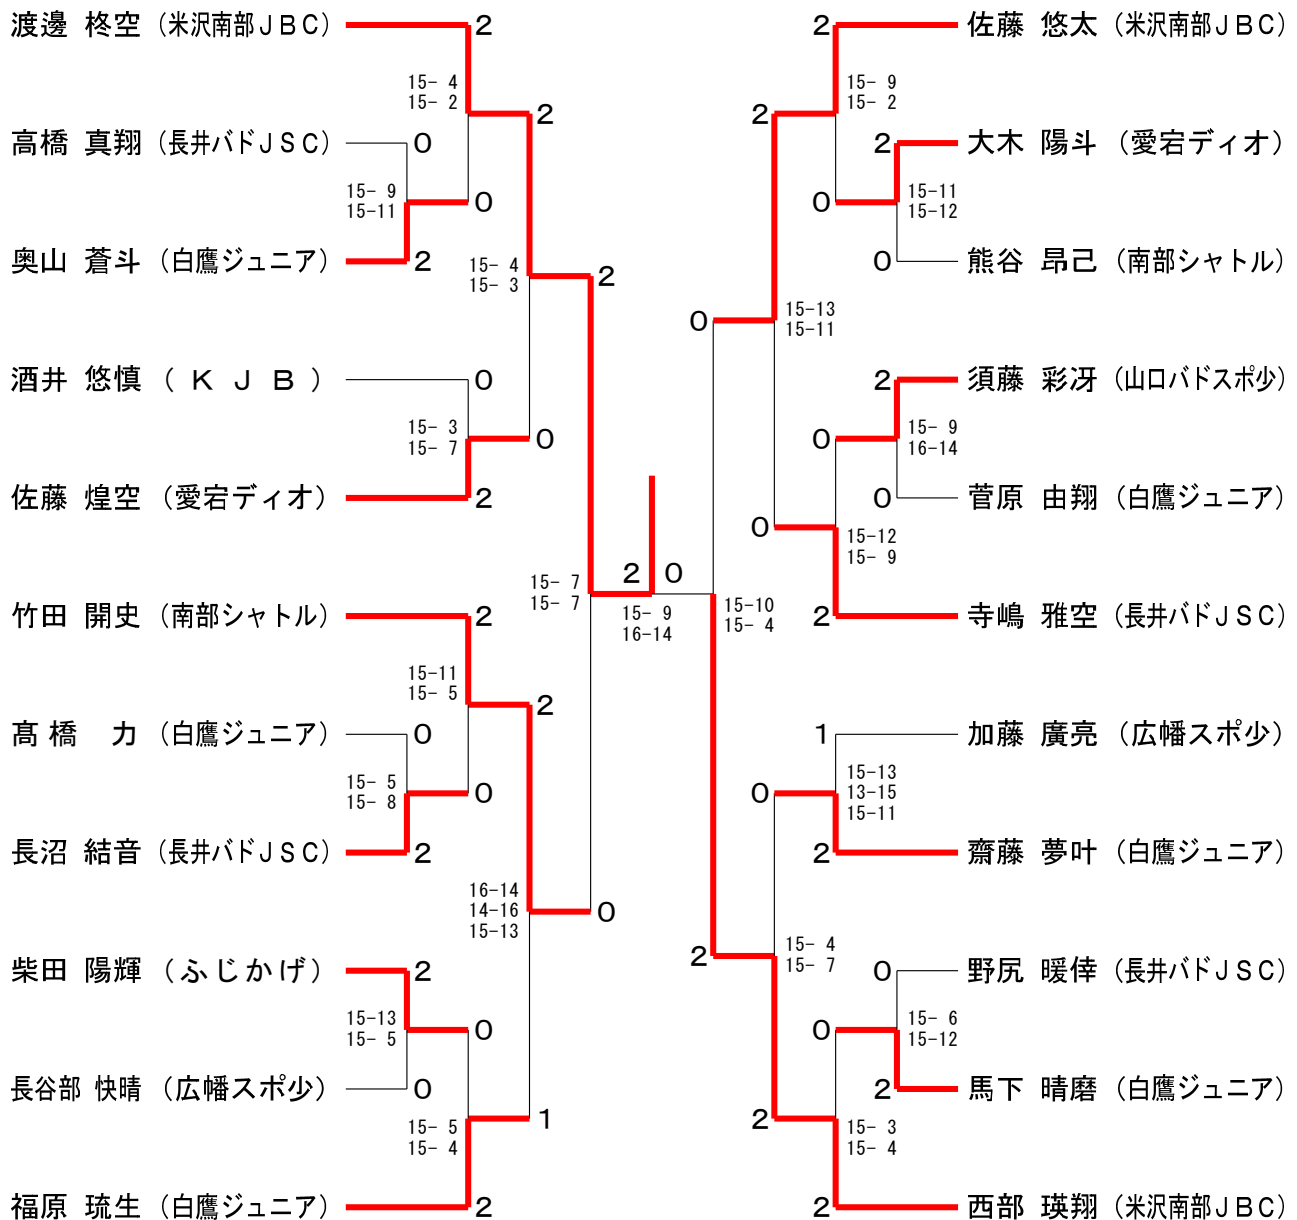 渡邊 柊空 （米沢南部ＪＢＣ） 2
2 佐藤 悠太 （米沢南部ＪＢＣ）
15- 4
15- 2
2
2
15- 9
15- 2
高橋 真翔 （長井バドＪＳＣ） 0
2 大木 陽斗 （愛宕ディオ）
15- 9
15-11
0
0
15-11
15-12
奥山 蒼斗 （白鷹ジュニア） 2
0 熊谷 昂己 （南部シャトル）
15- 4
15- 3
2
0
15-13
15-11
酒井 悠慎 （ Ｋ Ｊ Ｂ ） 0
2 須藤 彩冴 （山口バドスポ少）
15- 3
15- 7
0
0
15- 9
16-14
佐藤 煌空 （愛宕ディオ） 2
0 菅原 由翔 （白鷹ジュニア）
0
15-12
15- 9
15- 7
15- 7
2 0
15- 9
16-14
15-10
15- 4
竹田 開史 （南部シャトル） 2
2 寺嶋 雅空 （長井バドＪＳＣ）
15-11
15- 5
2
髙橋 力 （白鷹ジュニア） 0
1 加藤 廣亮 （広幡スポ少）
15- 5
15- 8
0
0
15-13
13-15
15-11
長沼 結音 （長井バドＪＳＣ） 2
2 齋藤 夢叶 （白鷹ジュニア）
16-14
14-16
15-13
0
2
15- 4
15- 7
柴田 陽輝 （ふじかげ） 2
0 野尻 暖倖 （長井バドＪＳＣ）
15-13
15- 5
0
0
15- 6
15-12
長谷部 快晴 （広幡スポ少） 0
2 馬下 晴磨 （白鷹ジュニア）
15- 5
15- 4
1
2
15- 3
15- 4
福原 琉生 （白鷹ジュニア） 2
2 西部 瑛翔 （米沢南部ＪＢＣ）